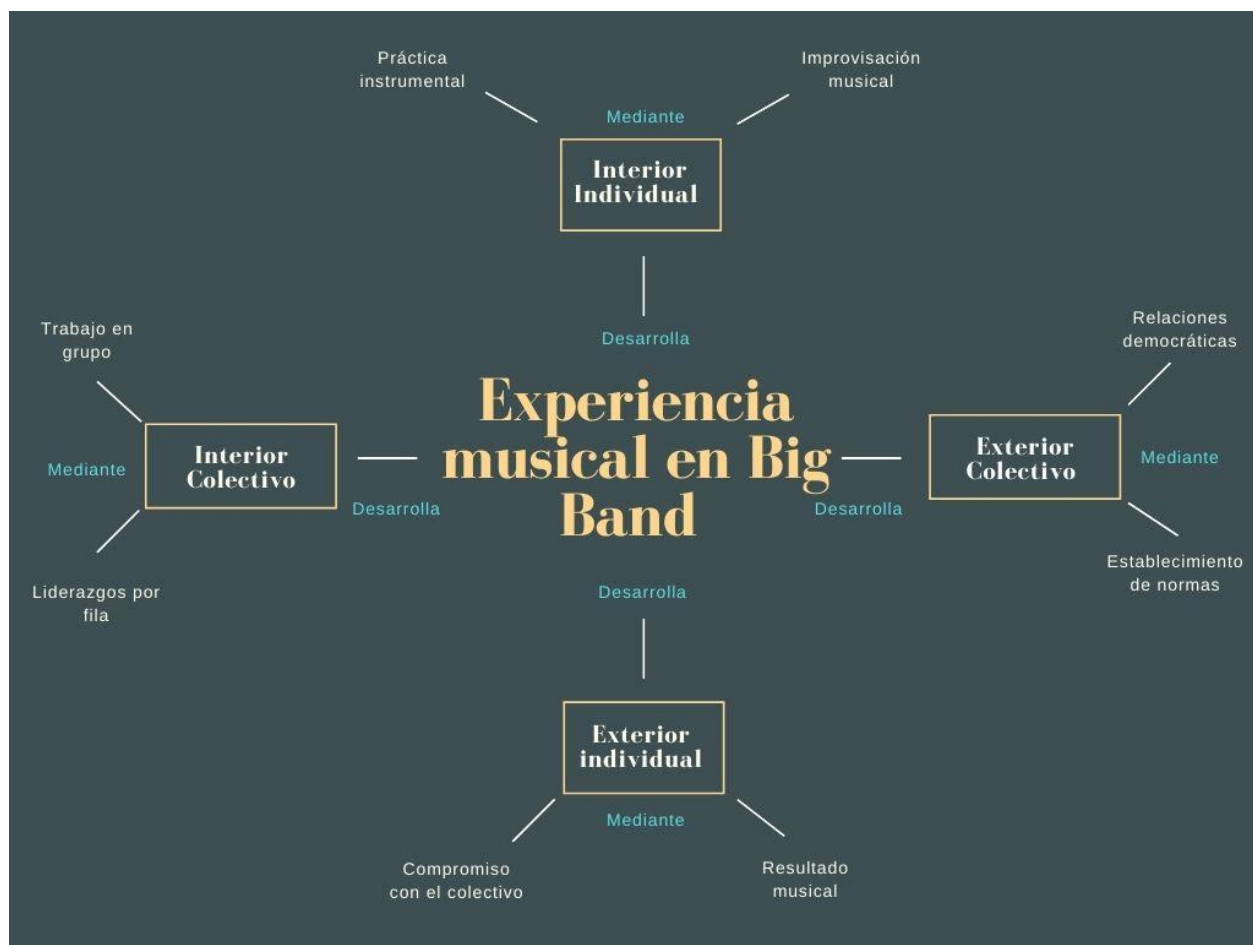 Práctica
instrumental
Improvisación
musical
Mediante
Interior
Individual
Desarrolla
Trabajo en
grupo
Mediante
Interior
Colectivo
Desarrolla
Liderazgos por
fila
Experiencia
musical en Big
Band
Relaciones
democráticas
Exterior
Colectivo
Mediante
Desarrolla
Establecimiento
de normas
Desarrolla
Exterior
individual
Mediante
Compromiso
con el colectivo
Resultado
musical